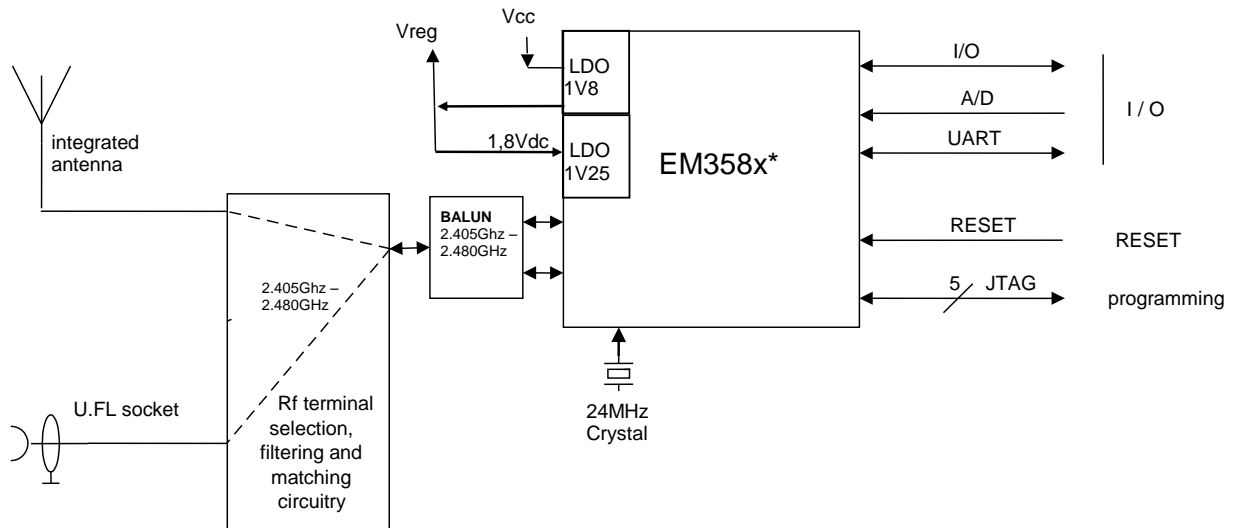 Vcc
Vreg
LDO
1V8
I/O
A/D
I / O
UART
1,8Vdc
LDO
1V25
EM358x*
integrated
antenna
BALUN
2.405Ghz –
2.480GHz
RESET
RESET
2.405Ghz –
2.480GHz
5
JTAG
programming
U.FL socket
Rf terminal
selection,
filtering and
matching
circuitry
24MHz
Crystal